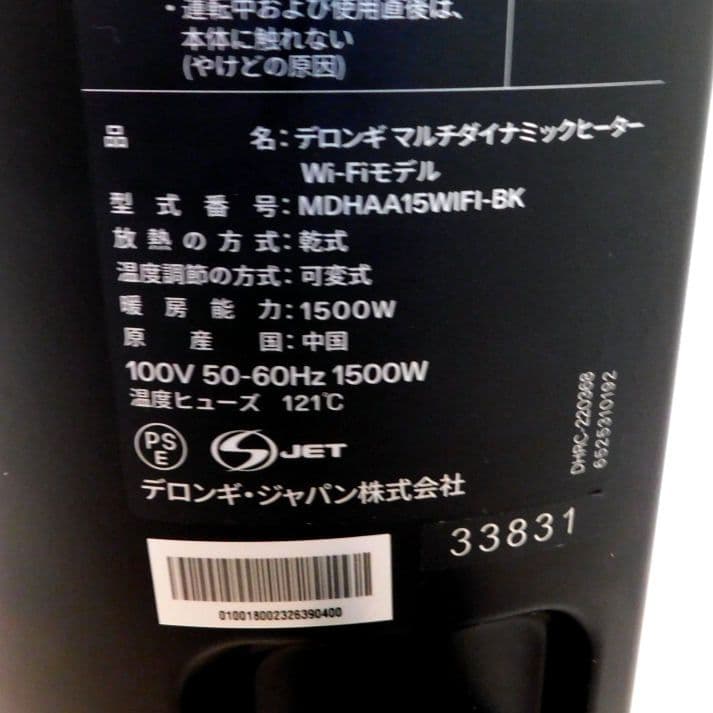 ・運転中および使用直後は、
本体に触れない
(やけどの原因)
品名：デロンギ マルチダイナミックヒーター
Wi-Fiモデル
型式番号：MDHAA15WIFI-BK
放熱の方式：乾式
温度調節の方式：可変式
暖房能力：1500W
原産国：中国
100V 50-60Hz 1500W
温度ヒューズ 121℃
PSE
S JET
デロンギ・ジャパン株式会社
DHRC-220368
6525310192
33831
010018002326390400